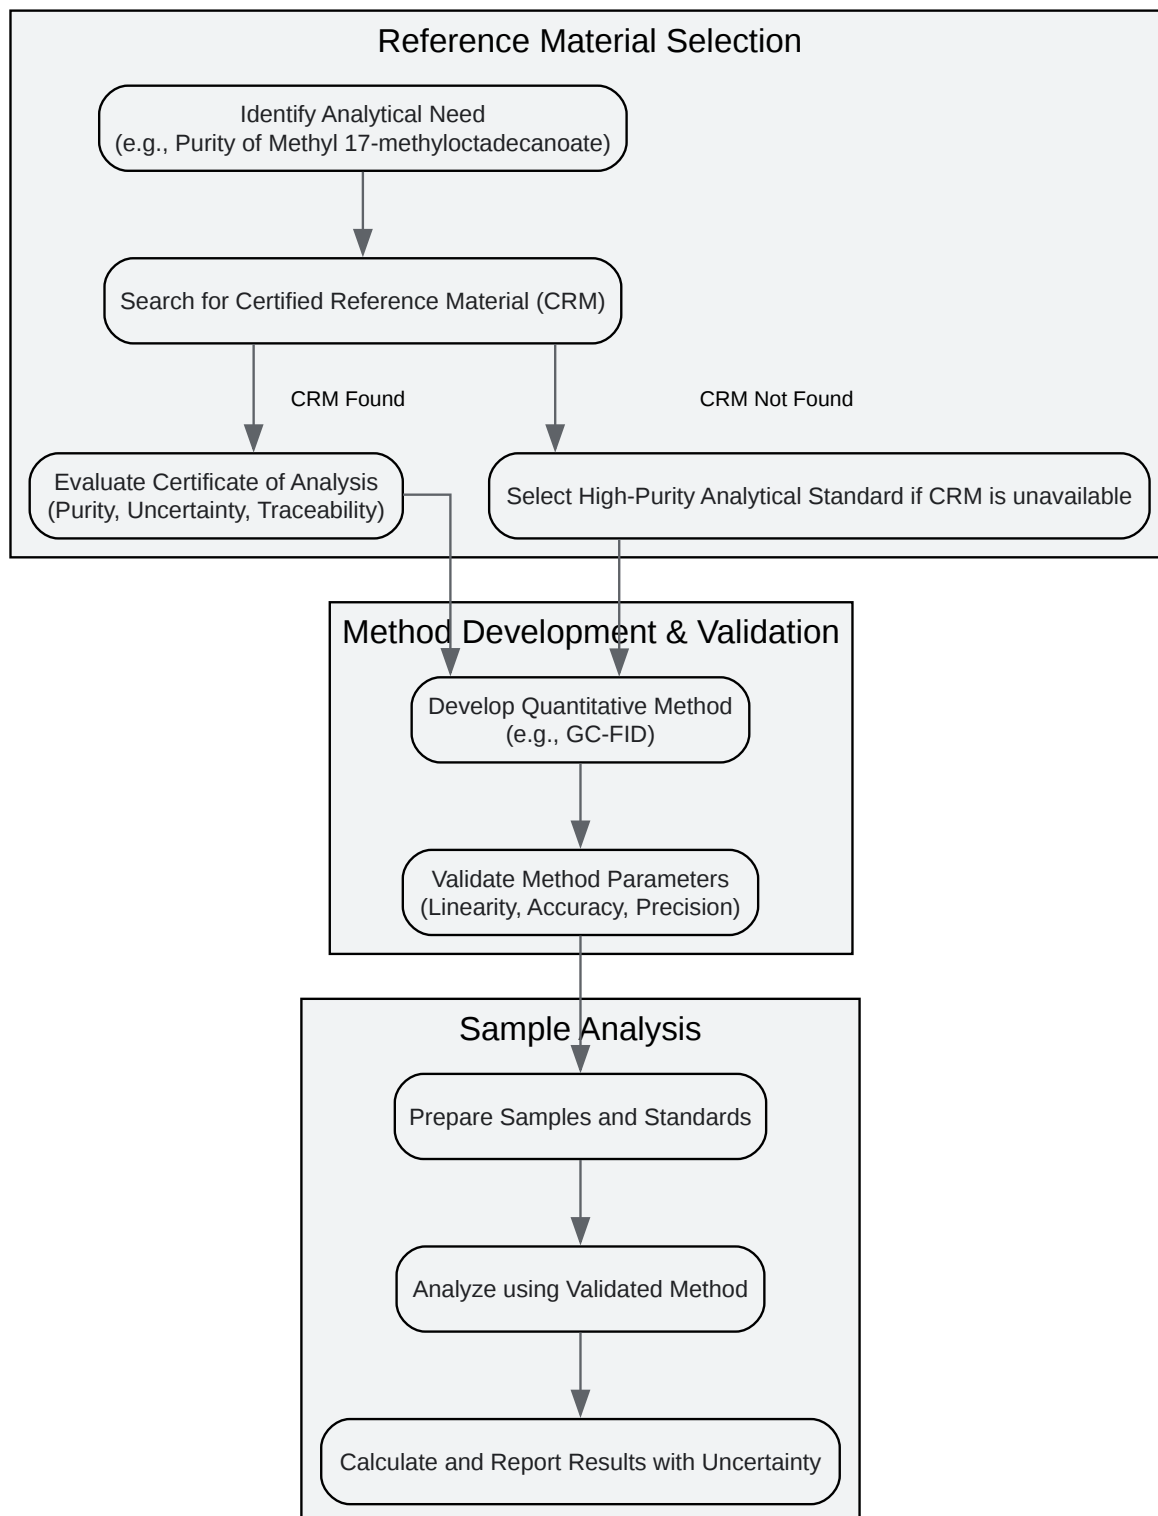 Reference Material Selection
Identify Analytical Need
(e.g., Purity of Methyl 17-methyloctadecanoate)
Search for Certified Reference Material (CRM)
CRM Found
CRM Not Found
Evaluate Certificate of Analysis
(Purity, Uncertainty, Traceability)
Select High-Purity Analytical Standard if CRM is unavailable
Method Development & Validation
Develop Quantitative Method
(e.g., GC-FID)
Validate Method Parameters
(Linearity, Accuracy, Precision)
Sample Analysis
Prepare Samples and Standards
Analyze using Validated Method
Calculate and Report Results with Uncertainty